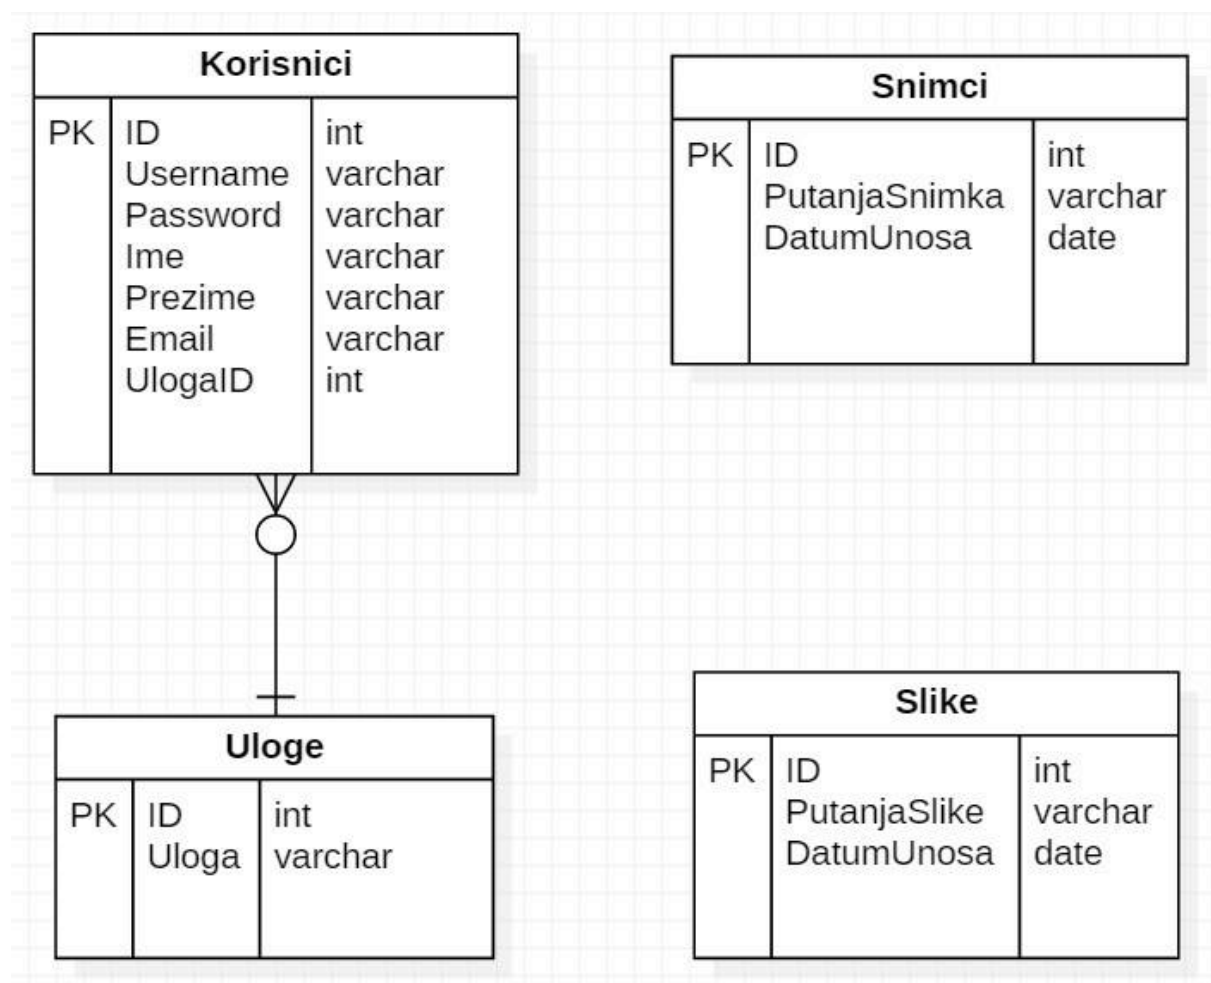 Korisnici
PK ID int
Username varchar
Password varchar
Ime varchar
Prezime varchar
Email varchar
UlogaID int
Snimci
PK ID int
PutanjaSnimka varchar
DatumUnosa date
Uloge
PK ID int
Uloga varchar
Slike
PK ID int
PutanjaSlike varchar
DatumUnosa date